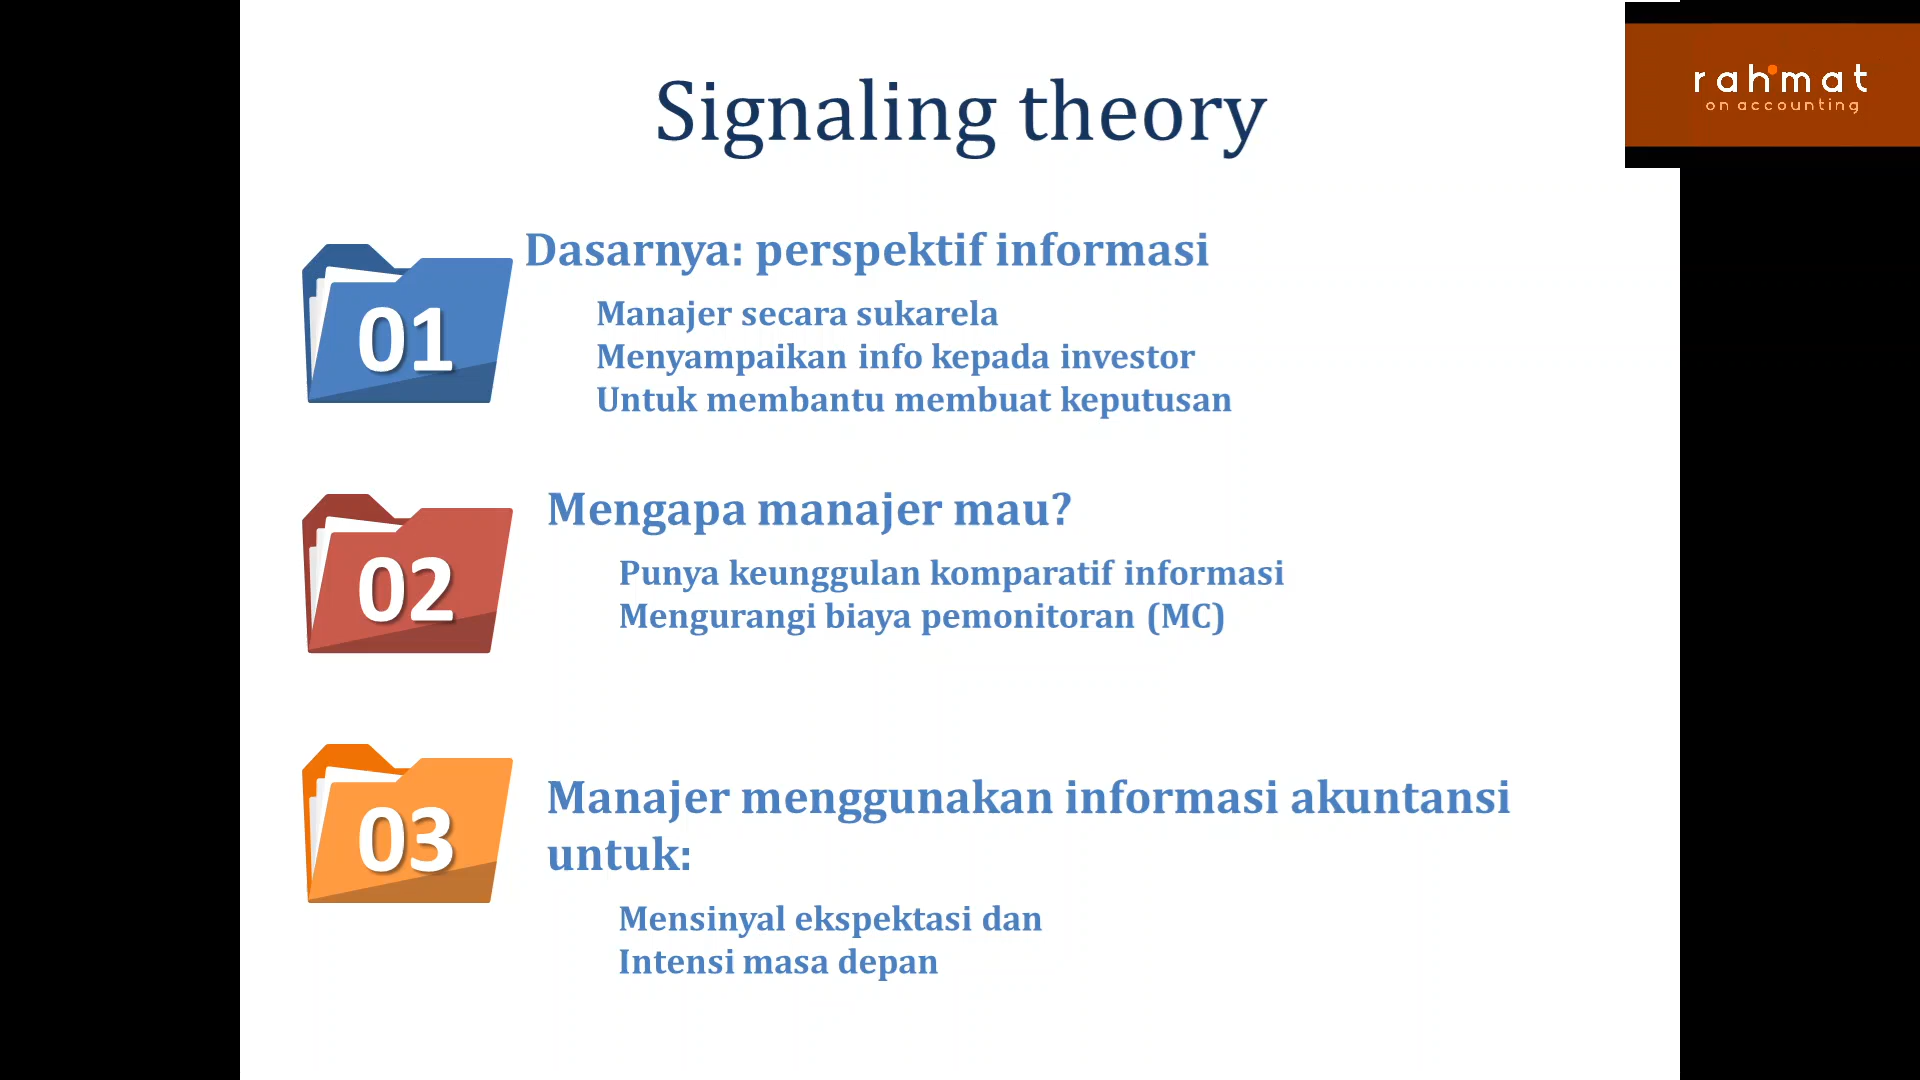 Signaling theory
rahmat
on accounting
01
Dasarnya: perspektif informasi
Manajer secara sukarela
Menyampaikan info kepada investor
Untuk membantu membuat keputusan
02
Mengapa manajer mau?
Punya keunggulan komparatif informasi
Mengurangi biaya pemonitoran (MC)
03
Manajer menggunakan informasi akuntansi
untuk:
Mensinyal ekspektasi dan
Intensi masa depan